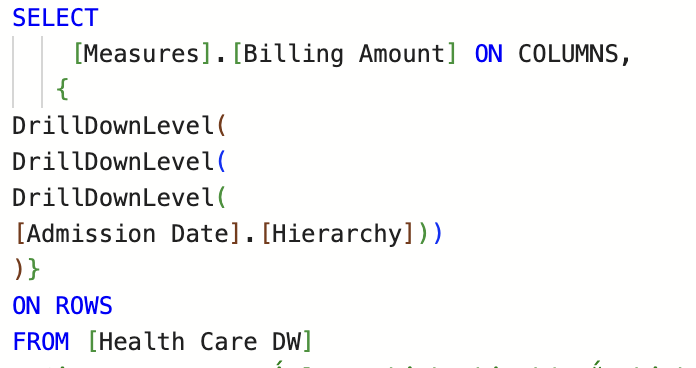 SELECT
[Measures].[Billing Amount] ON COLUMNS,
{
DrillDownLevel(
DrillDownLevel(
DrillDownLevel(
[Admission Date].[Hierarchy]))
)}
ON ROWS
FROM [Health Care DW]